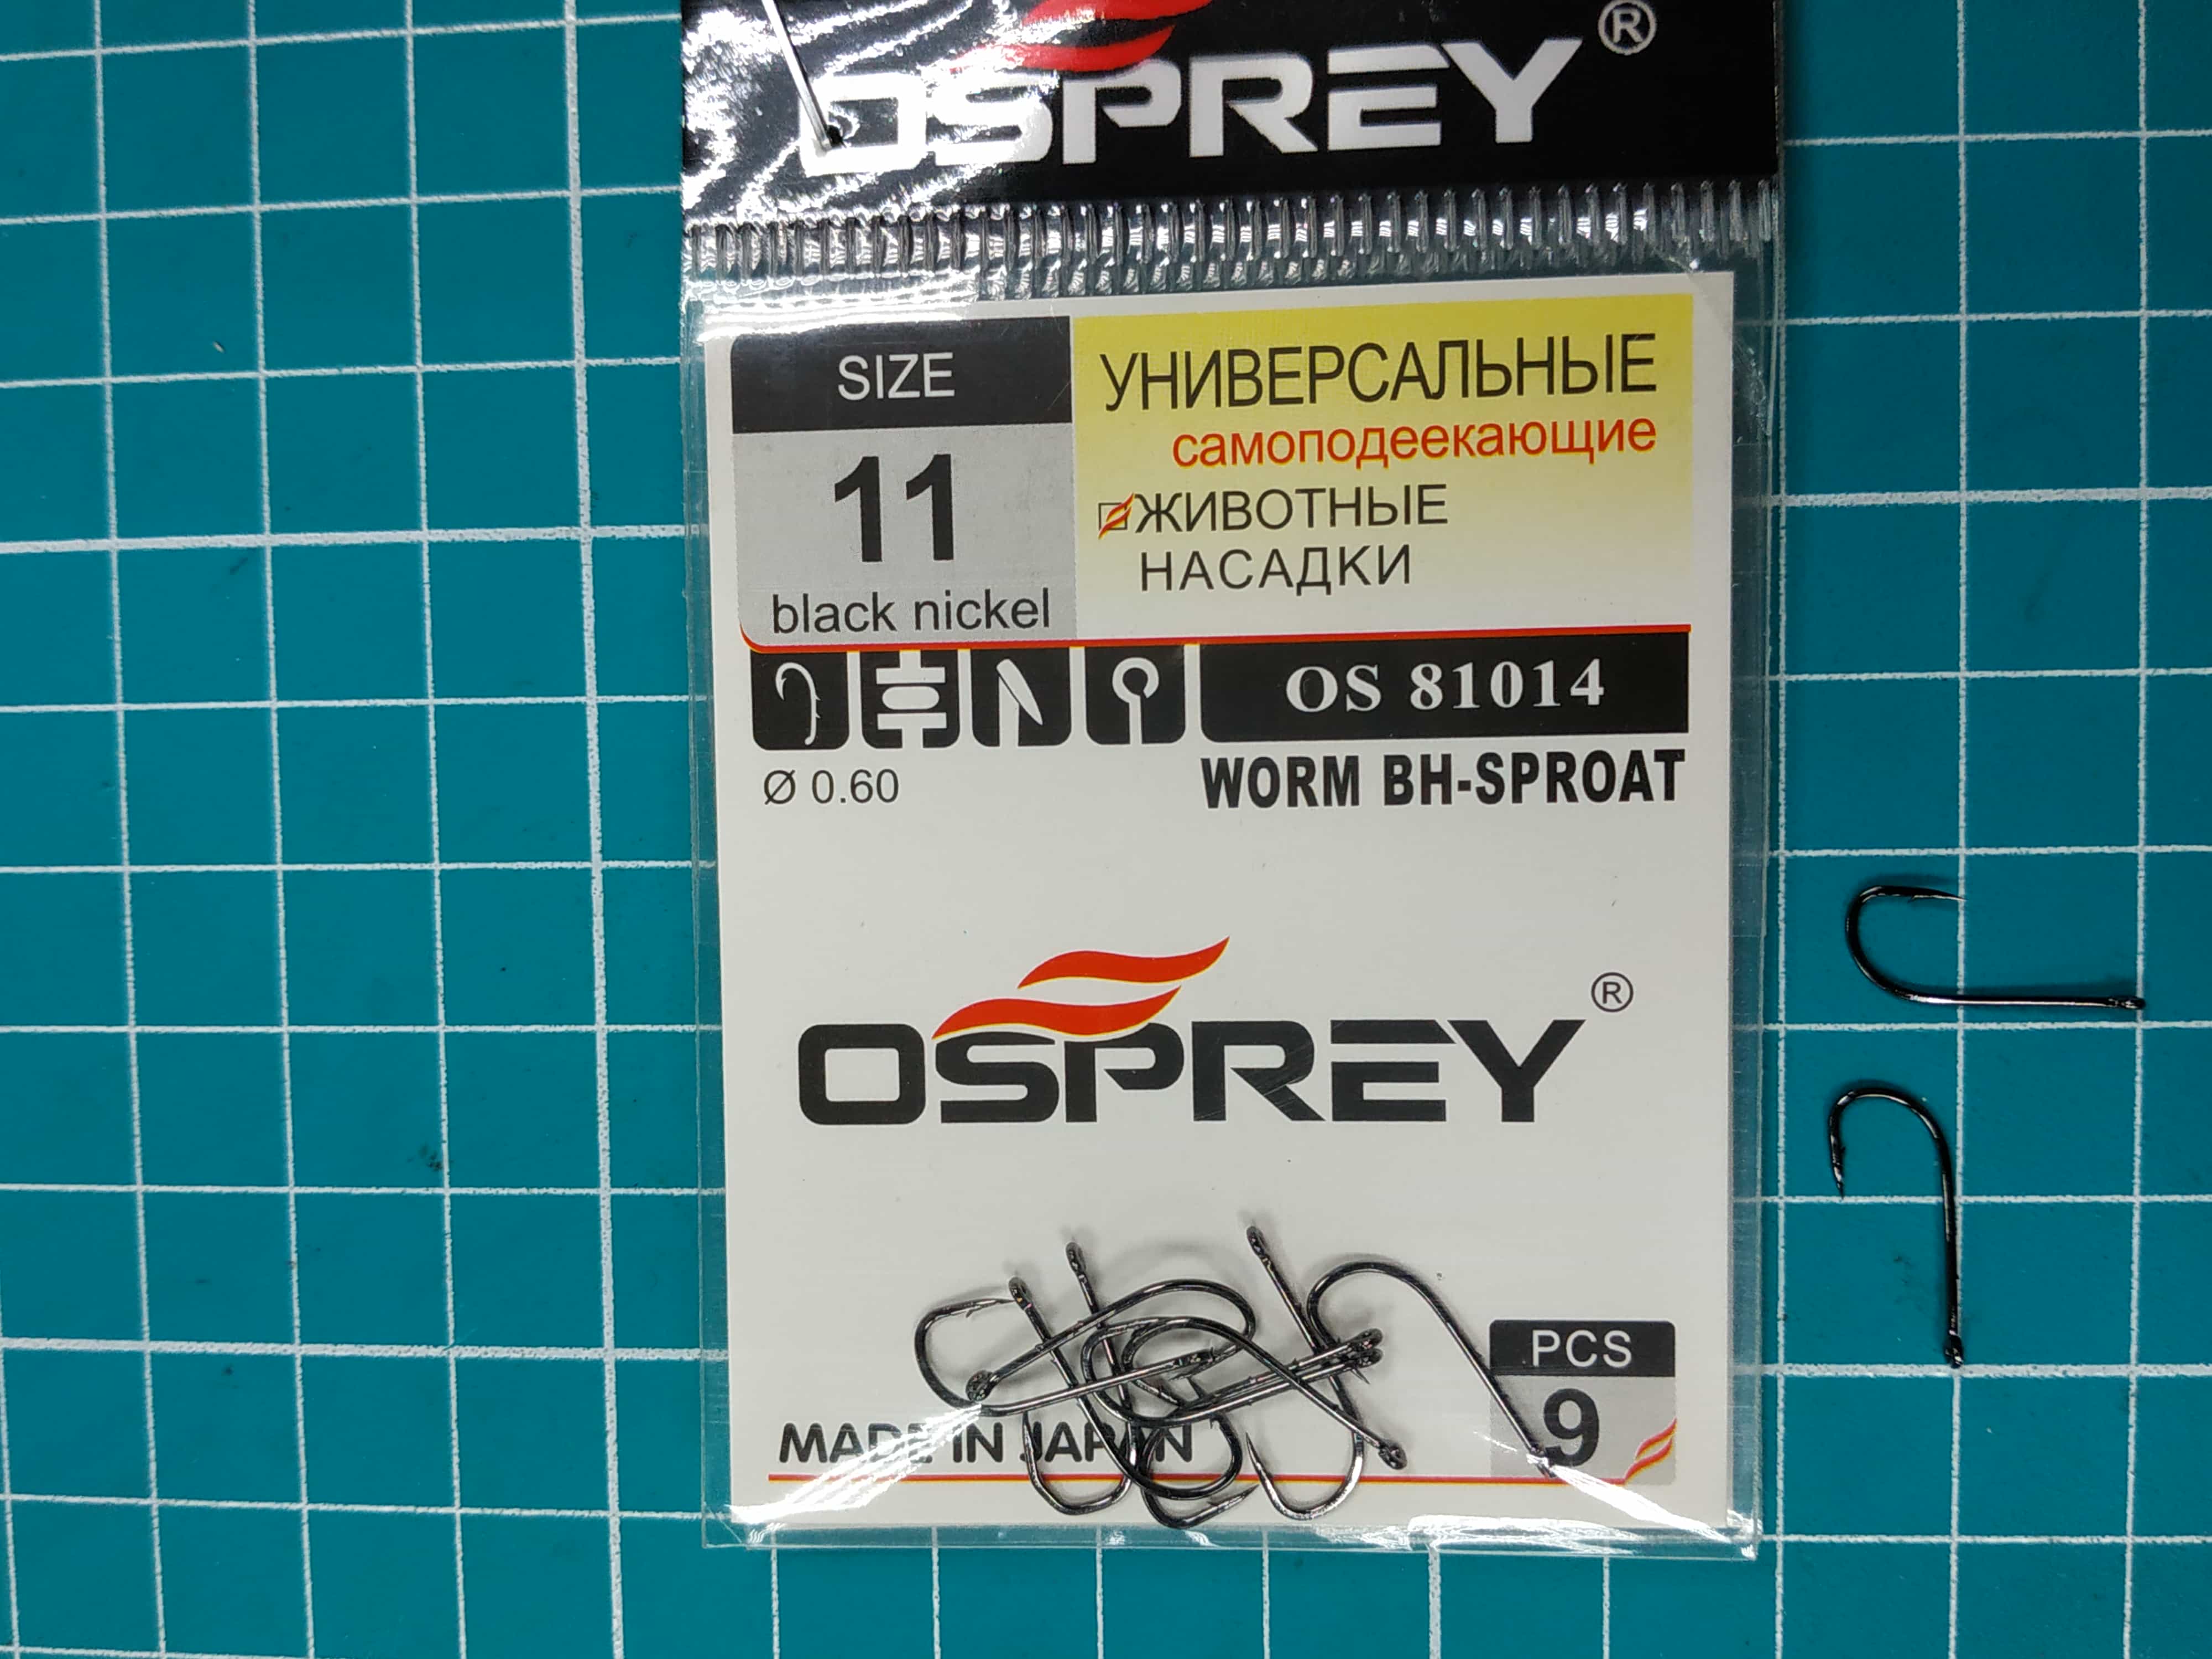 OSPREY ®
SIZE
11
black nickel
УНИВЕРСАЛЬНЫЕ
самоподеекающие
ЖИВОТНЫЕ
НАСАДКИ
OS 81014
Ø 0.60
WORM BH-SPROAT
OSPREY ®
PCS
9
MADE IN JAPAN